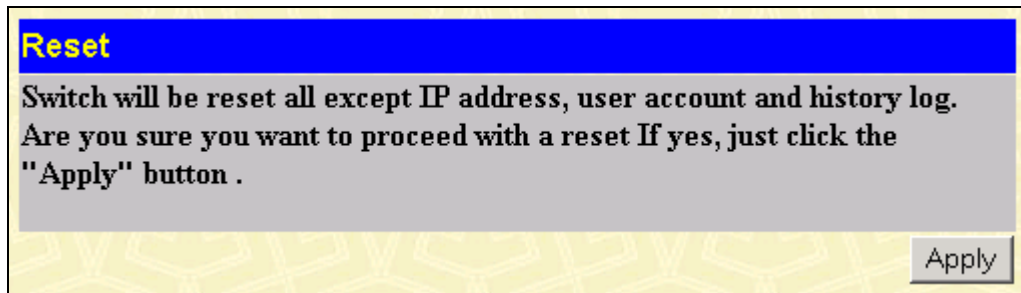 Reset
Switch will be reset all except IP address, user account and history log.
Are you sure you want to proceed with a reset If yes, just click the
"Apply" button .
Apply